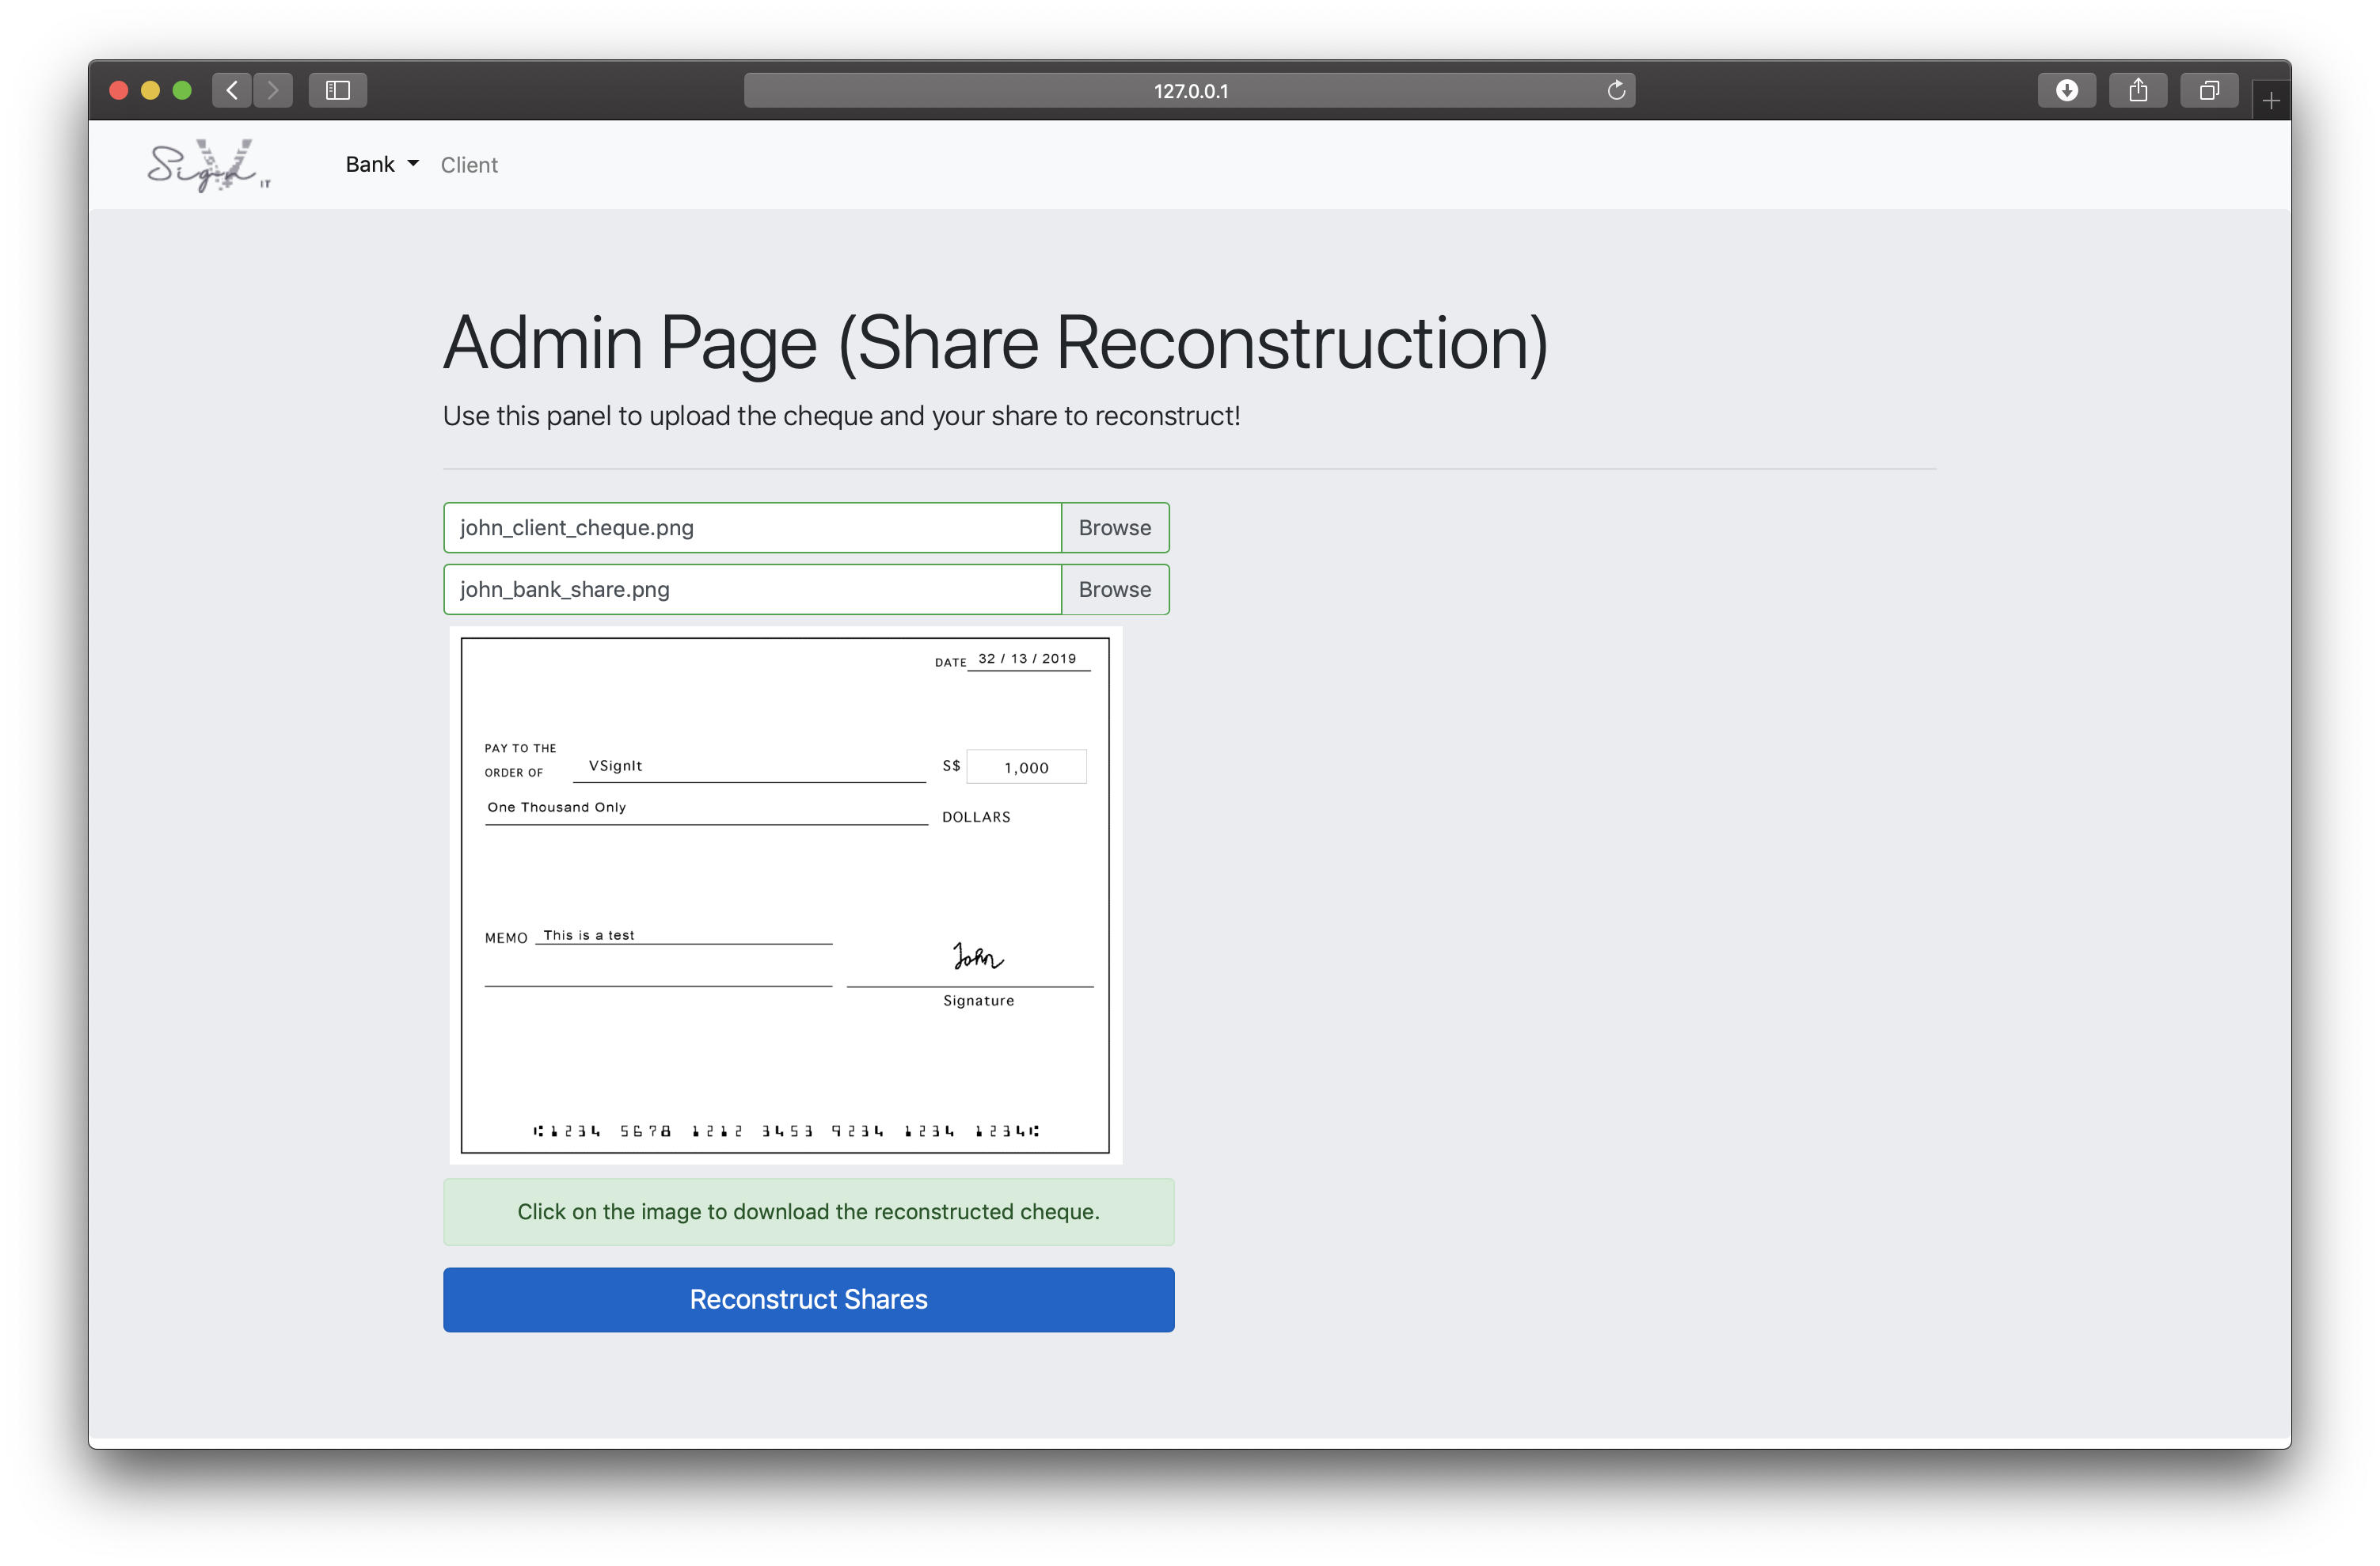 127.0.0.1
Sign V IT
Bank Client
Admin Page (Share Reconstruction)
Use this panel to upload the cheque and your share to reconstruct!
john_client_cheque.png Browse
john_bank_share.png Browse
DATE 32 / 13 / 2019
PAY TO THE
ORDER OF VSignIt S$ 1,000
One Thousand Only DOLLARS
MEMO This is a test
John
Signature
⑆1234 5678 1212 3453 9234 1234 1234⑆
Click on the image to download the reconstructed cheque.
Reconstruct Shares